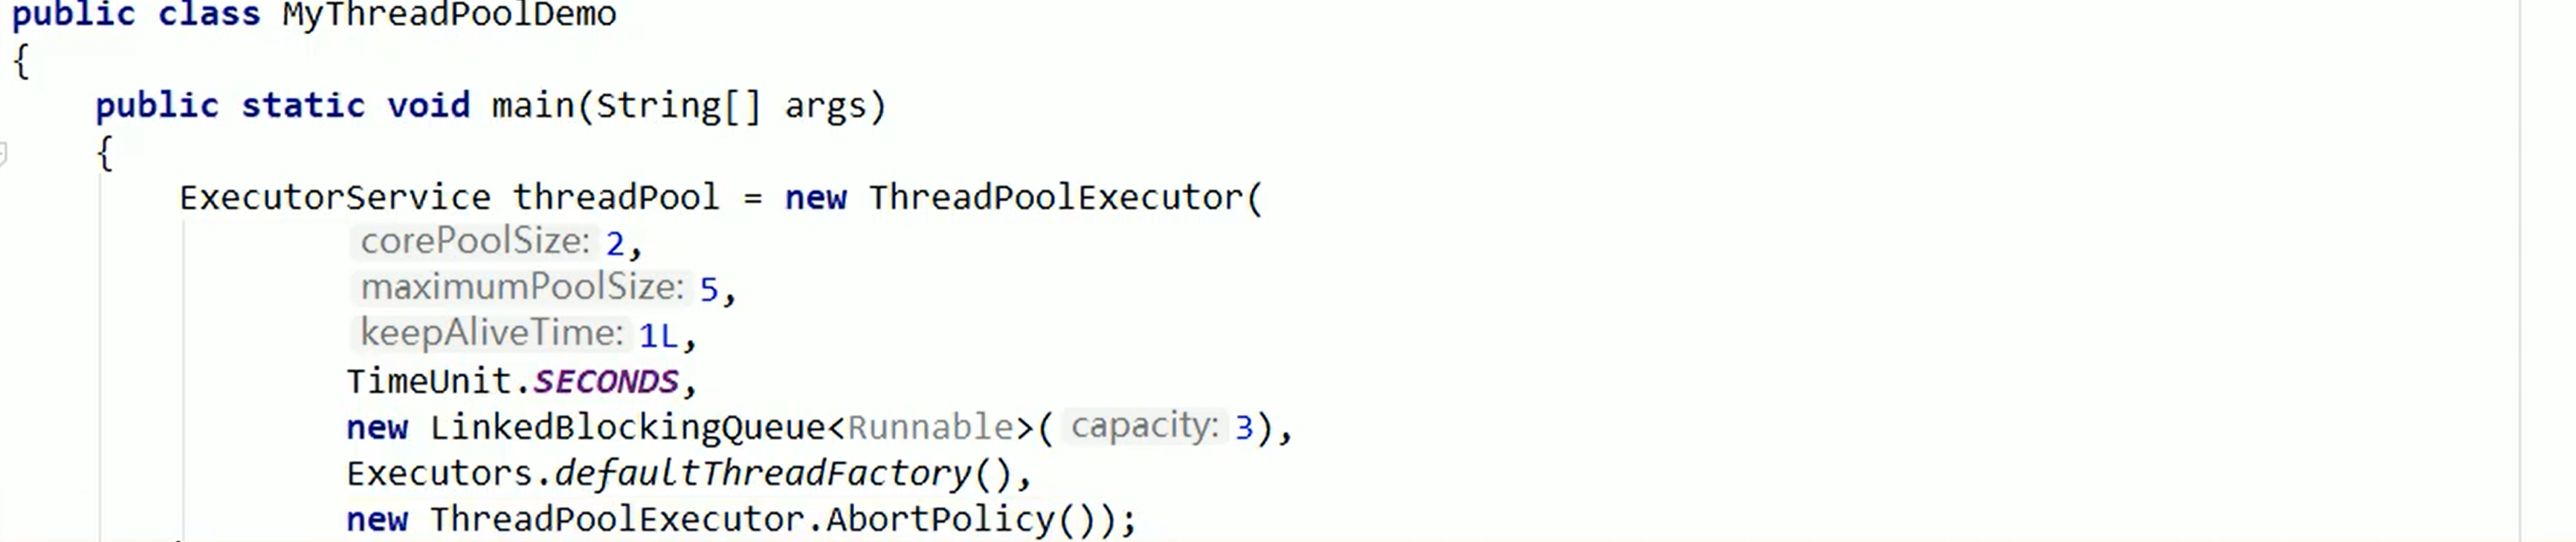 public class MyThreadPoolDemo
{
public static void main(String[] args)
{
ExecutorService threadPool = new ThreadPoolExecutor(
corePoolSize: 2,
maximumPoolSize: 5,
keepAliveTime: 1L,
TimeUnit.SECONDS,
new LinkedBlockingQueue<Runnable>( capacity: 3),
Executors.defaultThreadFactory(),
new ThreadPoolExecutor.AbortPolicy());